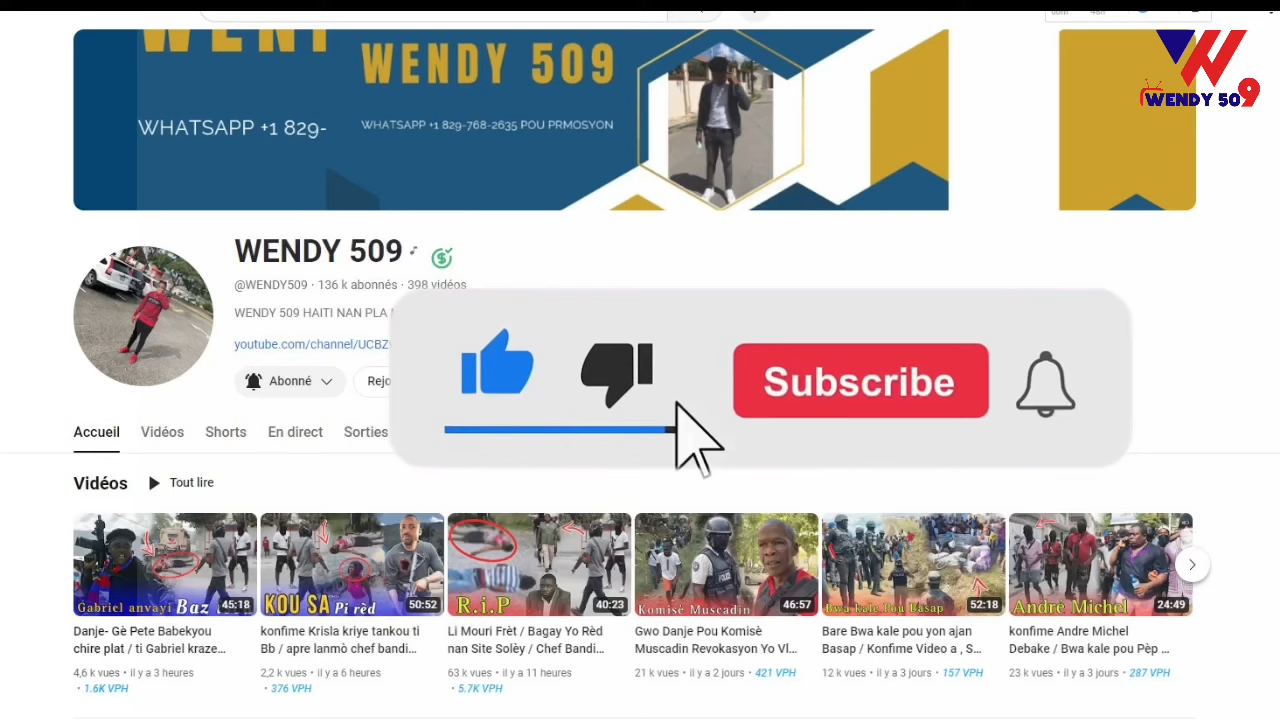 WENDY 509
WHATSAPP +1 829-
WHATSAPP +1 829-768-2635 POU PRMOSYON
WENDY 509
WENDY 509
@WENDY509 · 136 k abonnés · 398 vidéos
WENDY 509 HAITI NAN PLA
youtube.com/channel/UCBZ
Abonné
Rejo
Subscribe
Accueil Vidéos Shorts En direct Sorties
Vidéos Tout lire
Gabriel anvayi Baz 45:18
KOU SA Pi rèd 50:52
R.i.P 40:23
Komisè Muscadin 46:57
Bwa kale Pou Basap 52:18
André Michel 24:49
Danje- Gè Pete Babekyou
chire plat / ti Gabriel kraze...
4,6 k vues • il y a 3 heures
• 1.6K VPH
konfime Krisla kriye tankou ti
Bb / apre lanmò chef bandi...
2,2 k vues • il y a 6 heures
• 376 VPH
Li Mouri Frèt / Bagay Yo Rèd
nan Site Solèy / Chef Bandi...
63 k vues • il y a 11 heures
• 5.7K VPH
Gwo Danje Pou Komisè
Muscadin Revokasyon Yo Vl...
21 k vues • il y a 2 jours • 421 VPH
Bare Bwa kale pou yon ajan
Basap / Konfime Video a , S...
12 k vues • il y a 3 jours • 157 VPH
konfime Andre Michel
Debake / Bwa kale pou Pèp ...
23 k vues • il y a 3 jours • 287 VPH